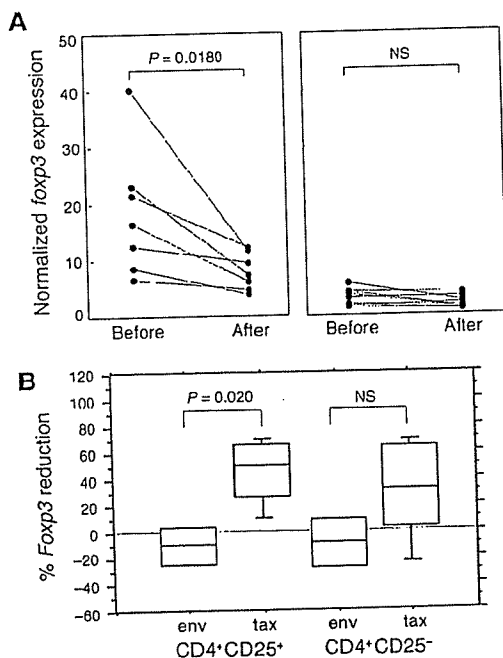 A
Normalized foxp3 expression
50
40
30
20
10
0
P = 0.0180
NS
Before After
Before After
B
% Foxp3 reduction
120
100
80
60
40
20
0
−20
−40
−60
P = 0.020
NS
env tax env tax
CD4⁺CD25⁺ CD4⁺CD25⁻